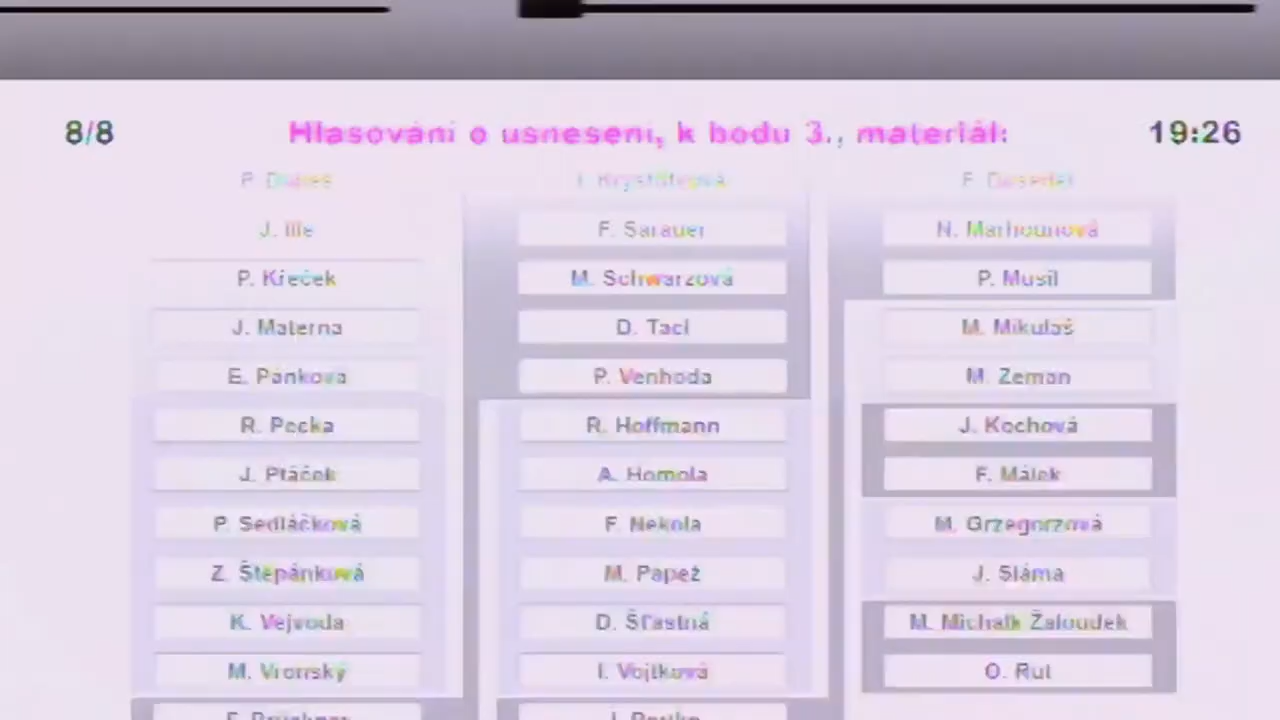 8/8 Hlasování o usnesení, k bodu 3., materiál: 19:26
J. Ille F. Sarauer N. Marhounová
P. Křeček M. Schwarzová P. Musil
J. Materna D. Tacl M. Mikuláš
E. Pánková P. Venhoda M. Zeman
R. Pecka R. Hoffmann J. Kochová
J. Ptáček A. Homola F. Málek
P. Sedláčková F. Nekola M. Grzegorzová
Z. Štěpánková M. Papež J. Sláma
K. Vejvoda D. Šťastná M. Michalk Žaloudek
M. Vronský I. Vojtková O. Rut